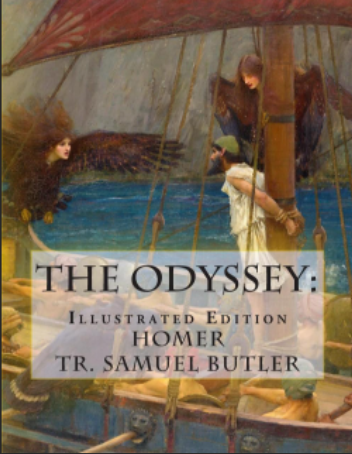 THE ODYSSEY:
ILLUSTRATED EDITION
HOMER
TR. SAMUEL BUTLER